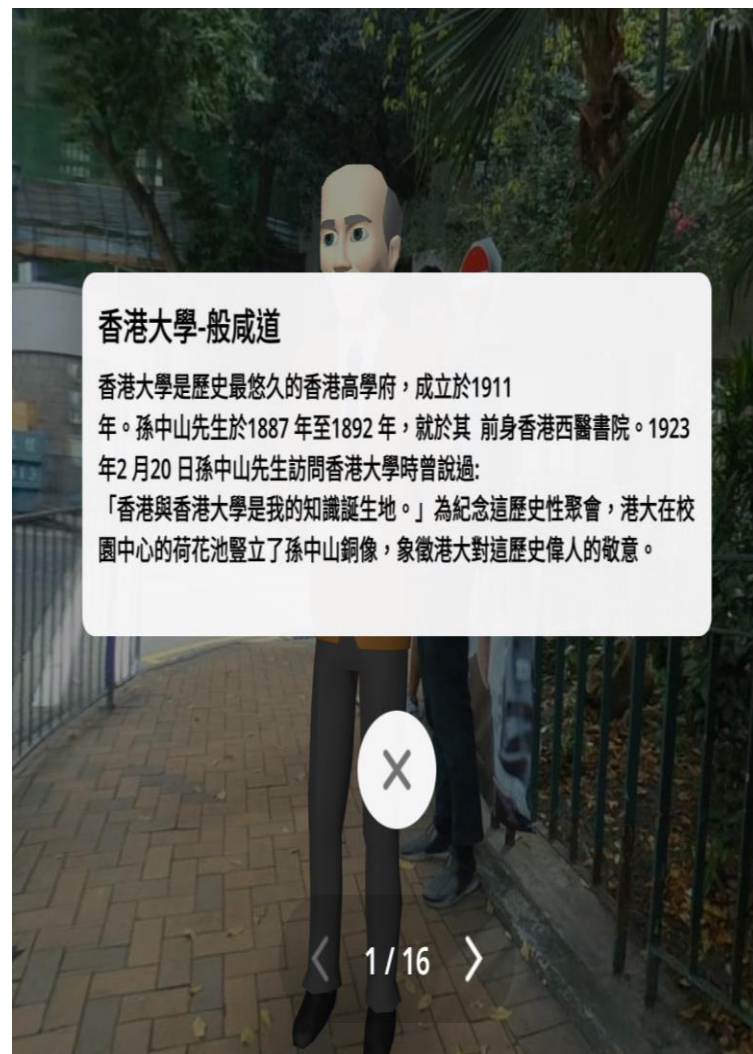 香港大學-般咸道
香港大學是歷史最悠久的香港高學府，成立於1911
年。孫中山先生於1887 年至1892 年，就於其 前身香港西醫書院。1923
年2 月20 日孫中山先生訪問香港大學時曾說過:
「香港與香港大學是我的知識誕生地。」為紀念這歷史性聚會，港大在校
園中心的荷花池豎立了孫中山銅像，象徵港大對這歷史偉人的敬意。
X
1 / 16